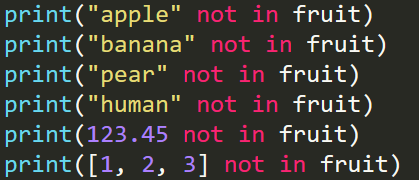 print("apple" not in fruit)
print("banana" not in fruit)
print("pear" not in fruit)
print("human" not in fruit)
print(123.45 not in fruit)
print([1, 2, 3] not in fruit)